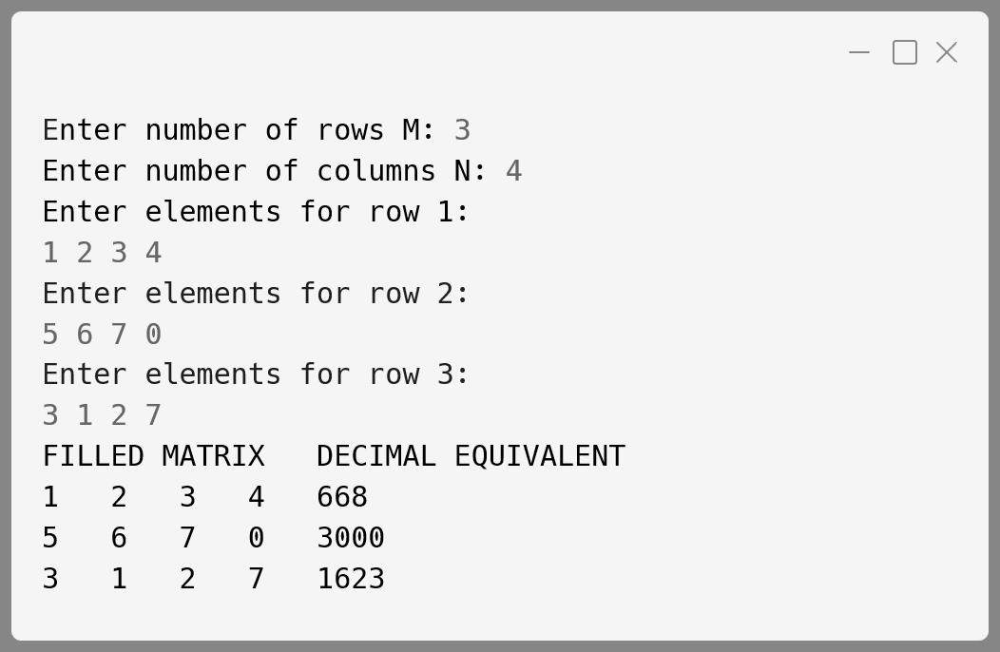 Enter number of rows M: 3
Enter number of columns N: 4
Enter elements for row 1:
1 2 3 4
Enter elements for row 2:
5 6 7 0
Enter elements for row 3:
3 1 2 7
FILLED MATRIX   DECIMAL EQUIVALENT
1   2   3   4   668
5   6   7   0   3000
3   1   2   7   1623